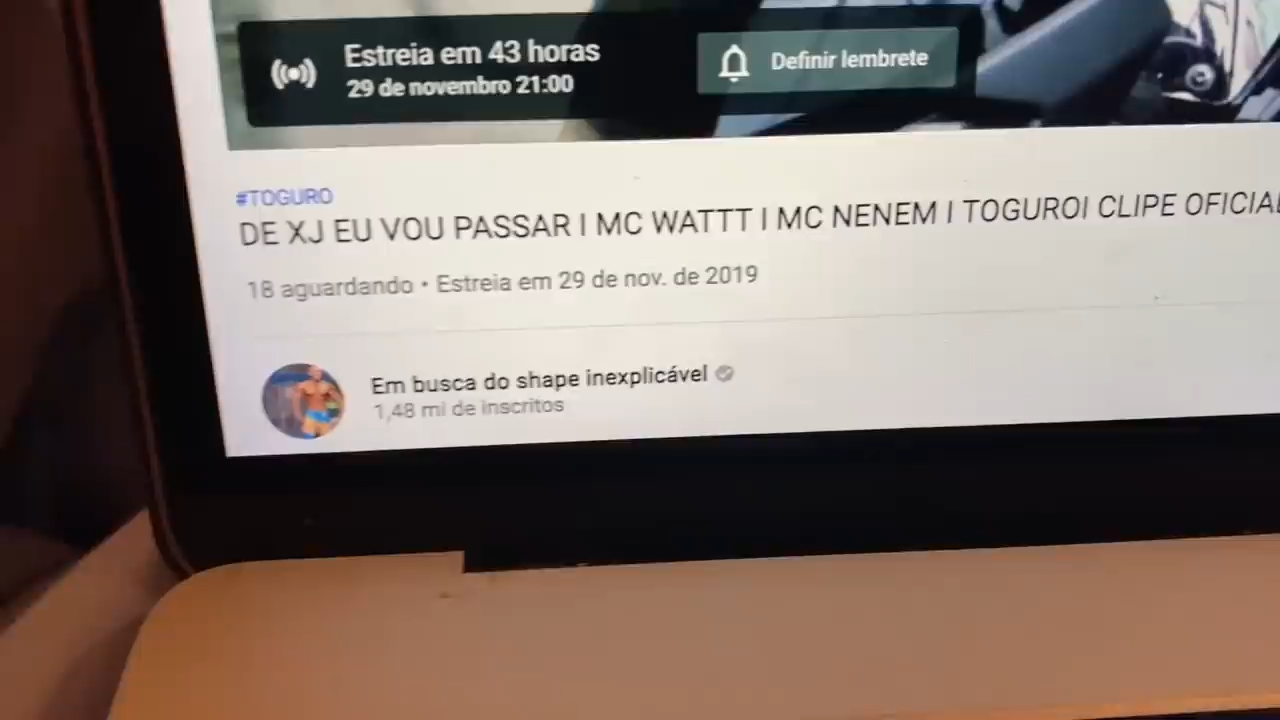 Estreia em 43 horas
29 de novembro 21:00
Definir lembrete
#TOGURO
DE XJ EU VOU PASSAR I MC WATTT I MC NENEM I TOGUROI CLIPE OFICIAL
18 aguardando • Estreia em 29 de nov. de 2019
Em busca do shape inexplicável
1,48 mi de inscritos